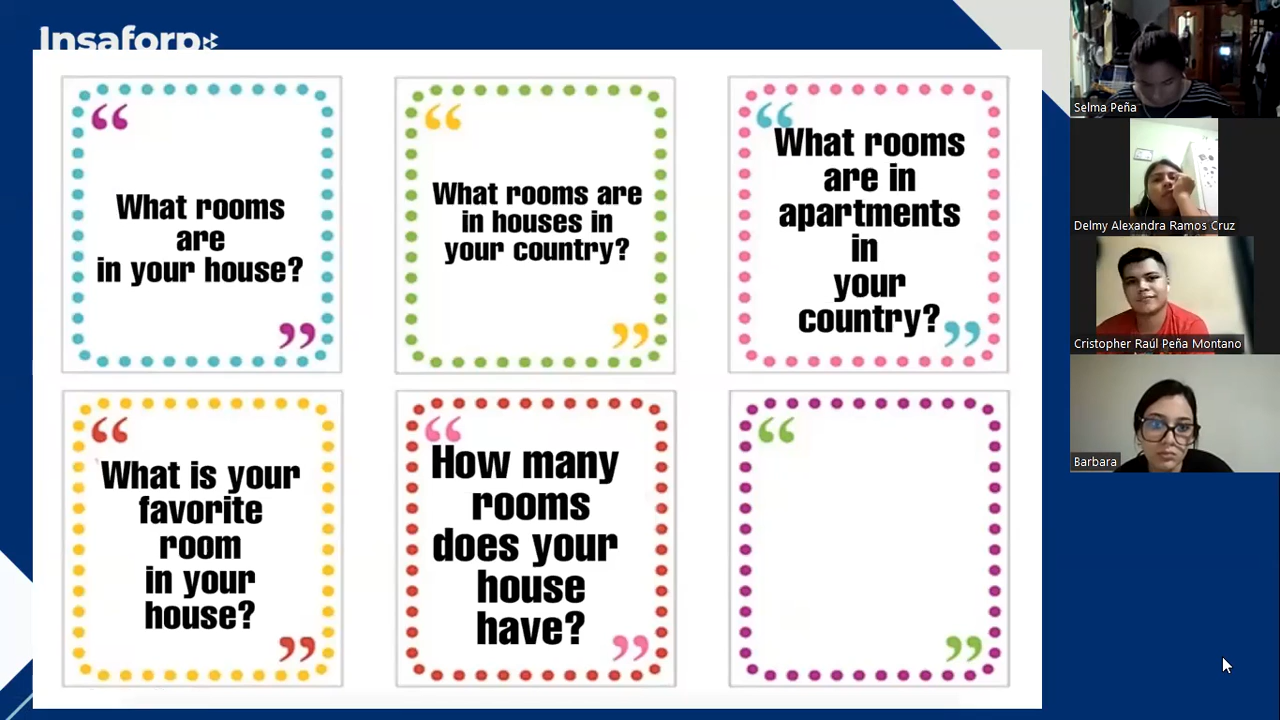 Insaforp
“
What rooms
are
in your house?
”
“
What rooms are
in houses in
your country?
”
“
What rooms
are in
apartments
in
your
country?
”
“
What is your
favorite
room
in your
house?
”
“
How many
rooms
does your
house
have?
”
“
”
Selma Peña
Delmy Alexandra Ramos Cruz
Cristopher Raúl Peña Montano
Barbara